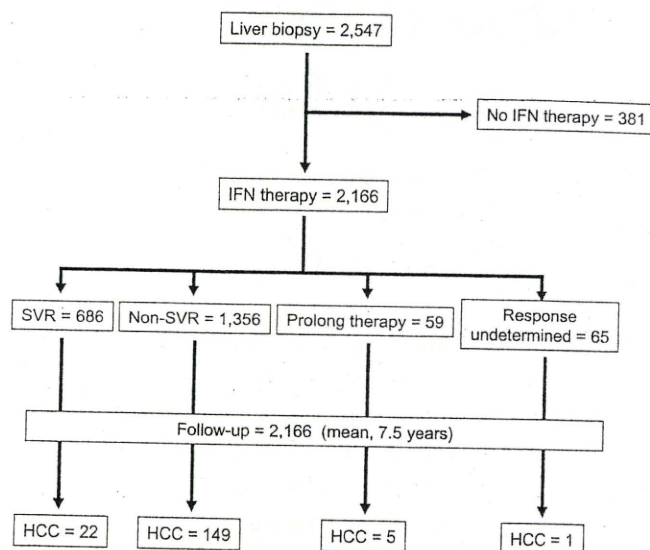 Liver biopsy = 2,547
No IFN therapy = 381
IFN therapy = 2,166
SVR = 686
Non-SVR = 1,356
Prolong therapy = 59
Response
undetermined = 65
Follow-up = 2,166 (mean, 7.5 years)
HCC = 22
HCC = 149
HCC = 5
HCC = 1